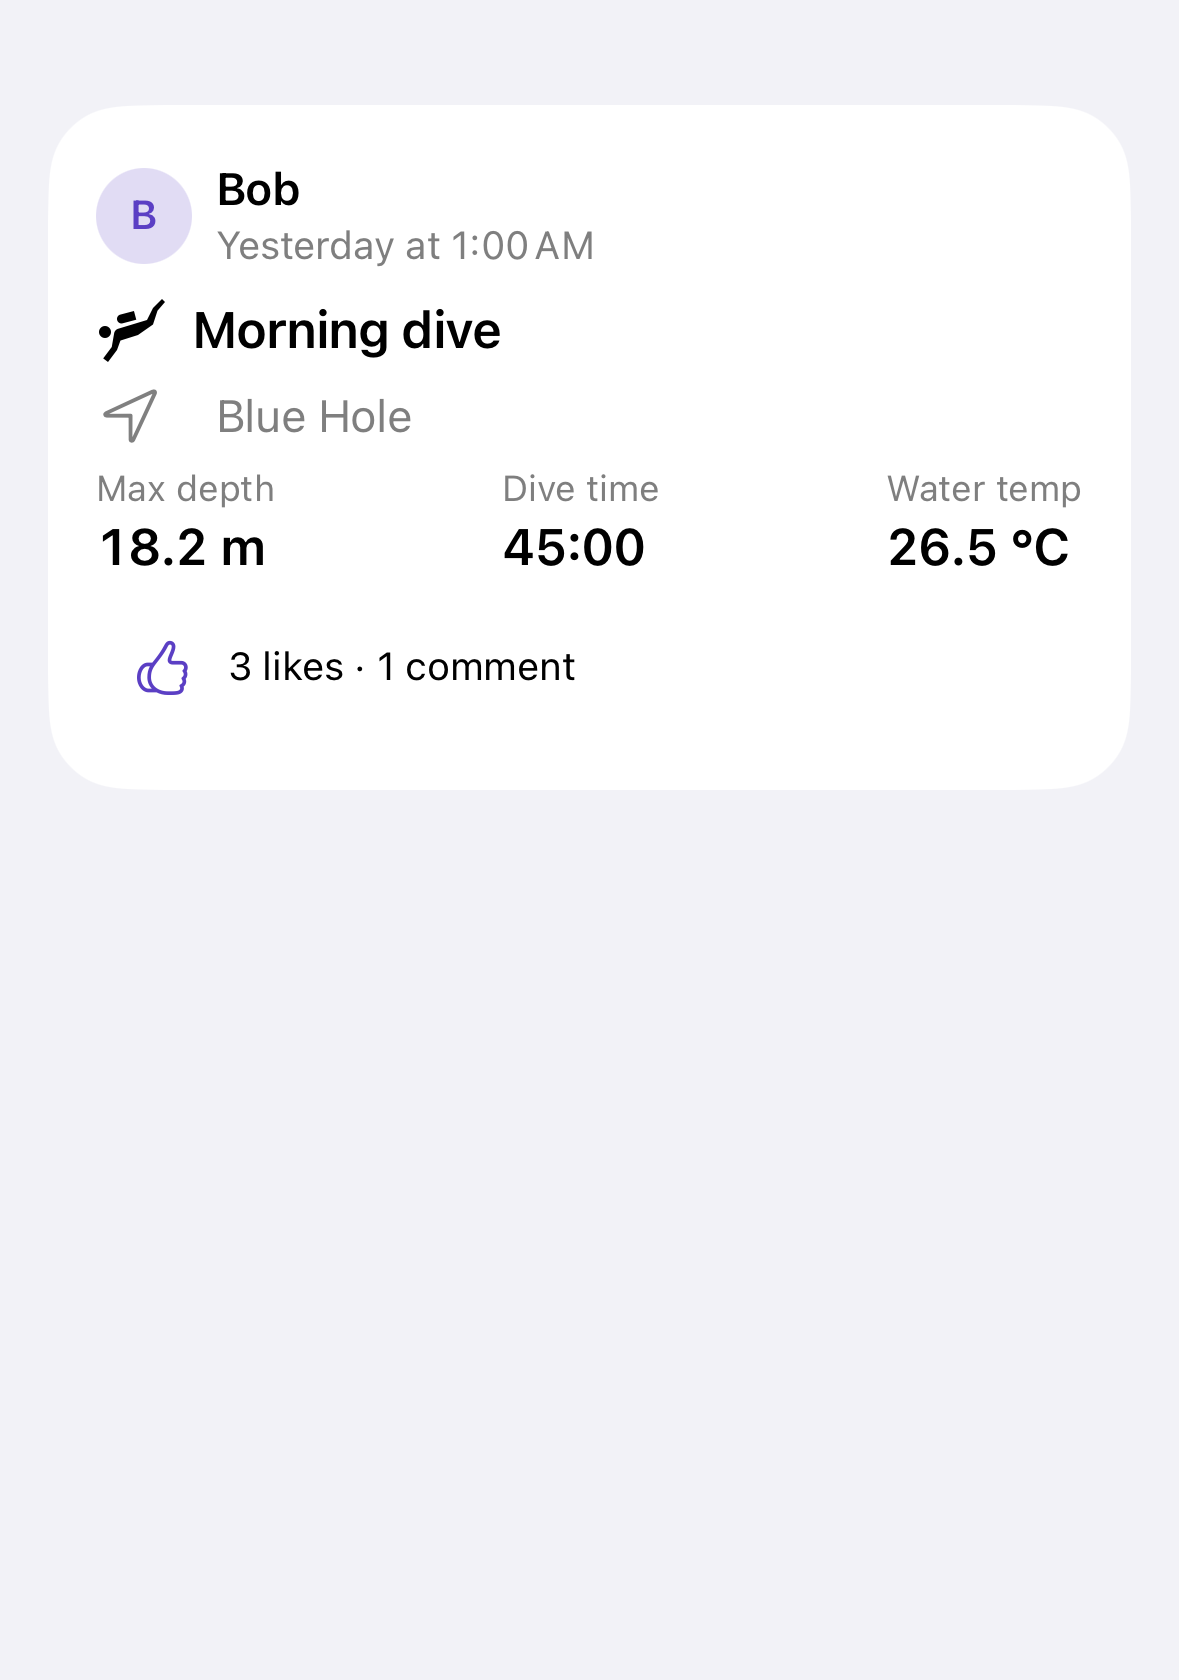 B
Bob
Yesterday at 1:00 AM
Morning dive
Blue Hole
Max depth Dive time Water temp
18.2 m 45:00 26.5 °C
3 likes · 1 comment